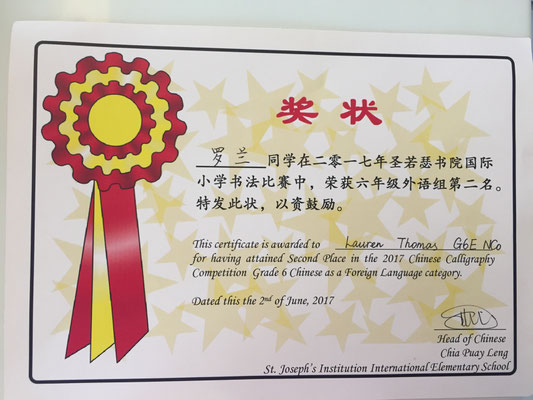 奖状
罗兰 同学在二零一七年圣若瑟书院国际
小学书法比赛中，荣获六年级外语组第二名。
特发此状，以资鼓励。
This certificate is awarded to Lauren Thomas G6E NCo
for having attained Second Place in the 2017 Chinese Calligraphy
Competition Grade 6 Chinese as a Foreign Language category.
Dated this the 2nd of June, 2017
Head of Chinese
Chia Puay Leng
St. Joseph's Institution International Elementary School